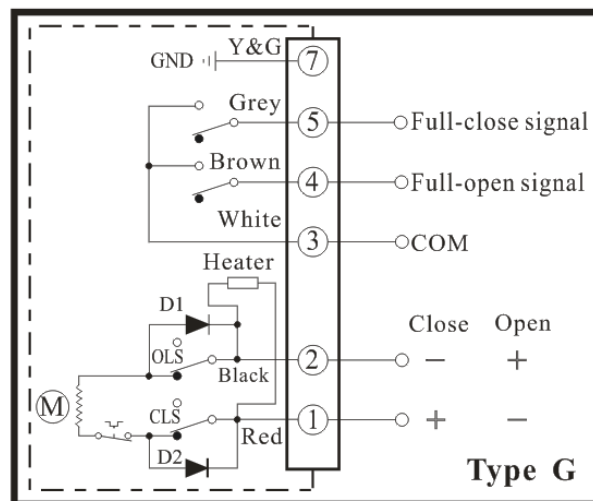 GND Y&G 7
Grey 5 Full-close signal
Brown 4 Full-open signal
White 3 COM
Heater
D1 Close Open
OLS Black 2 − +
M CLS Red 1 + −
D2
Type G